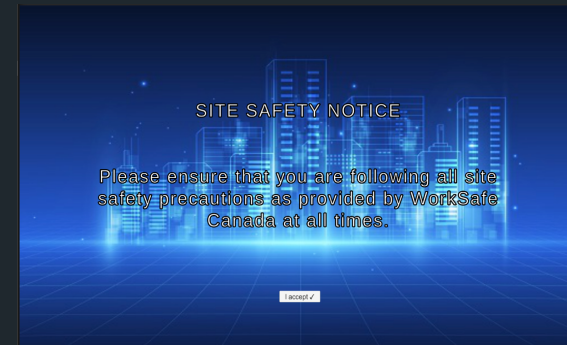 SITE SAFETY NOTICE
Please ensure that you are following all site
safety precautions as provided by WorkSafe
Canada at all times.
I accept ✓